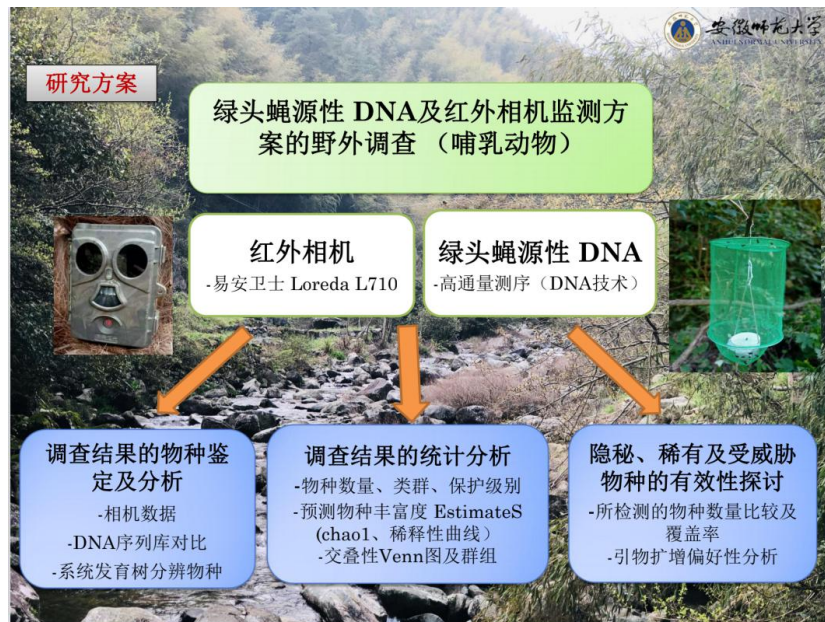 安徽师范大学
ANHUI NORMAL UNIVERSITY
研究方案
绿头蝇源性 DNA及红外相机监测方
案的野外调查 （哺乳动物）
红外相机
-易安卫士 Loreda L710
绿头蝇源性 DNA
-高通量测序（DNA技术）
调查结果的物种鉴
定及分析
-相机数据
-DNA序列库对比
-系统发育树分辨物种
调查结果的统计分析
-物种数量、类群、保护级别
-预测物种丰富度 EstimateS
(chao1、稀释性曲线）
-交叠性Venn图及群组
隐秘、稀有及受威胁
物种的有效性探讨
-所检测的物种数量比较及
覆盖率
-引物扩增偏好性分析